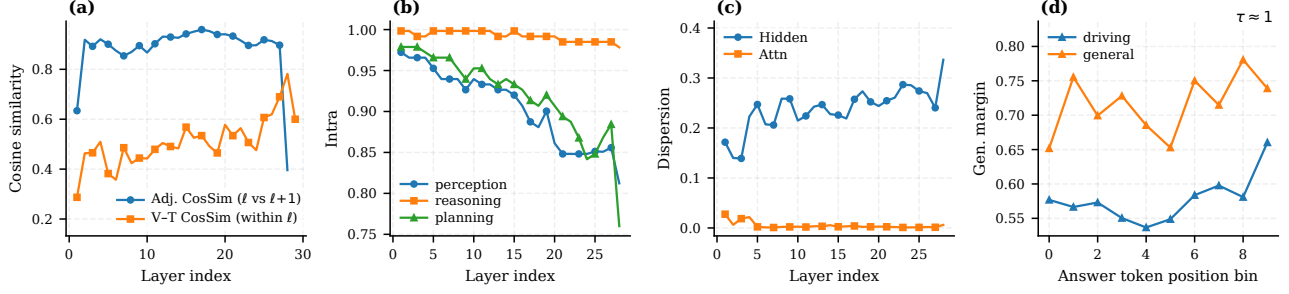 (a)
Cosine similarity
0.8
0.6
0.4
0.2
0
10
20
30
Layer index
Adj. CosSim (ℓ vs ℓ+1)
V–T CosSim (within ℓ)
(b)
Intra
1.00
0.95
0.90
0.85
0.80
0.75
0
5
10
15
20
25
Layer index
perception
reasoning
planning
(c)
Dispersion
0.4
0.3
0.2
0.1
0.0
0
5
10
15
20
25
Layer index
Hidden
Attn
(d)
τ ≈ 1
Gen. margin
0.80
0.75
0.70
0.65
0.60
0.55
0
2
4
6
8
Answer token position bin
driving
general